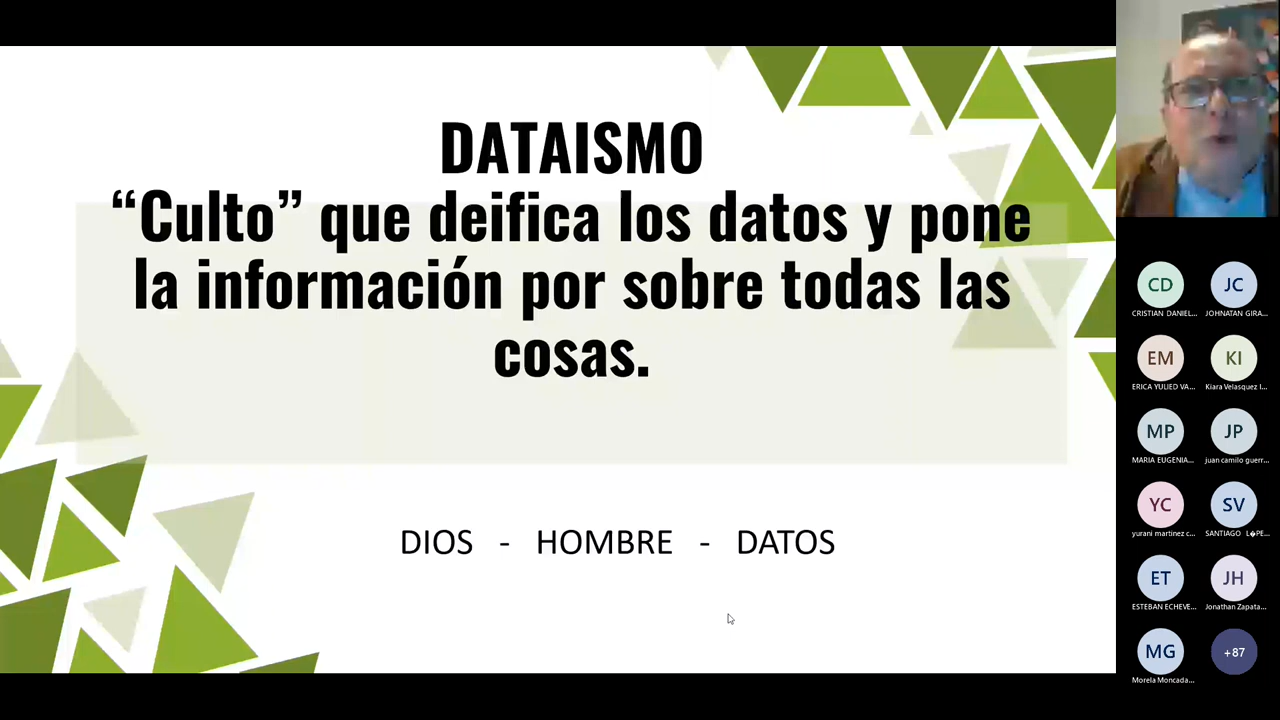 DATAISMO
“Culto” que deifica los datos y pone
la información por sobre todas las
cosas.
DIOS - HOMBRE - DATOS
CD
CRISTIAN DANIEL...
JC
JOHNATAN GIRA...
EM
ERICA YULIED VA...
KI
Kiara Velasquez I...
MP
MARIA EUGENIA...
JP
juan camilo guerr...
YC
yurani martinez c...
SV
SANTIAGO L�PE...
ET
ESTEBAN ECHEVE...
JH
Jonathan Zapata...
MG
Morela Moncada...
+87